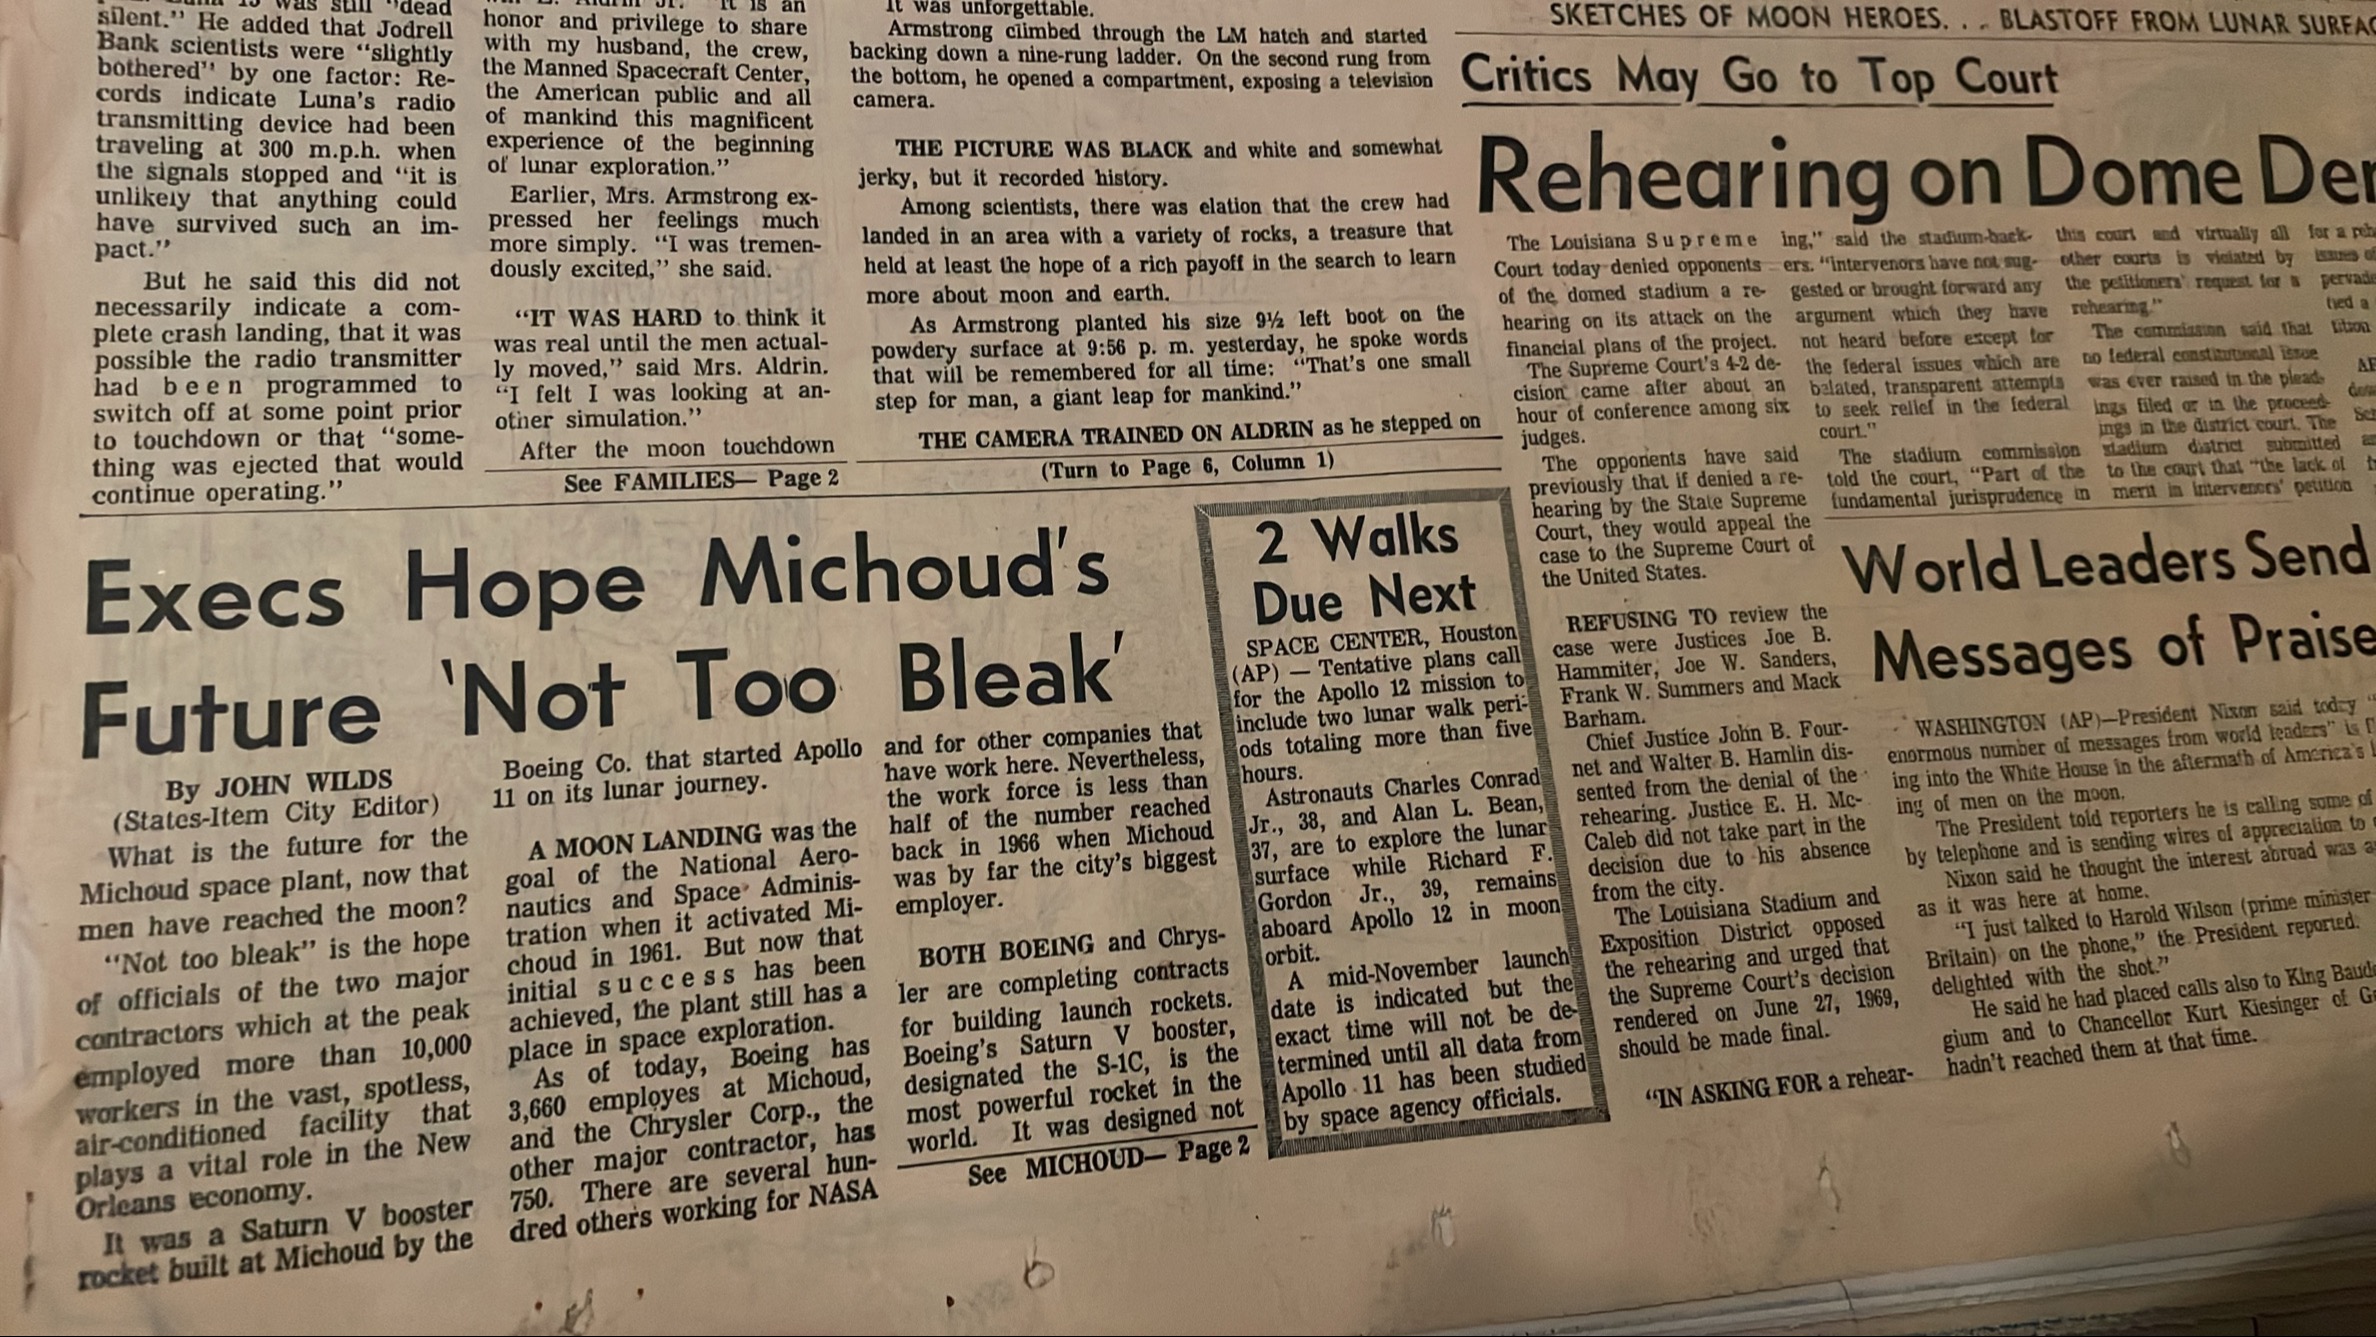 silent." He added that Jodrell
Bank scientists were "slightly
bothered" by one factor: Re-
cords indicate Luna's radio
transmitting device had been
traveling at 300 m.p.h. when
the signals stopped and "it is
unlikely that anything could
have survived such an im-
pact."
But he said this did not
necessarily indicate a com-
plete crash landing, that it was
possible the radio transmitter
had been programmed to
switch off at some point prior
to touchdown or that "some-
thing was ejected that would
continue operating."
honor and privilege to share
with my husband, the crew,
the Manned Spacecraft Center,
the American public and all
of mankind this magnificent
experience of the beginning
of lunar exploration."
Earlier, Mrs. Armstrong ex-
pressed her feelings much
more simply. "I was tremen-
dously excited," she said.
"IT WAS HARD to think it
was real until the men actual-
ly moved," said Mrs. Aldrin.
"I felt I was looking at an-
other simulation."
After the moon touchdown
See FAMILIES— Page 2
It was unforgettable.
Armstrong climbed through the LM hatch and started
backing down a nine-rung ladder. On the second rung from
the bottom, he opened a compartment, exposing a television
camera.
THE PICTURE WAS BLACK and white and somewhat
jerky, but it recorded history.
Among scientists, there was elation that the crew had
landed in an area with a variety of rocks, a treasure that
held at least the hope of a rich payoff in the search to learn
more about moon and earth.
As Armstrong planted his size 9½ left boot on the
powdery surface at 9:56 p. m. yesterday, he spoke words
that will be remembered for all time: "That's one small
step for man, a giant leap for mankind."
THE CAMERA TRAINED ON ALDRIN as he stepped on
(Turn to Page 6, Column 1)
SKETCHES OF MOON HEROES. . . BLASTOFF FROM LUNAR
Critics May Go to Top Court
Rehearing on Dome
The Louisiana Supreme
Court today denied opponents
of the domed stadium a re-
hearing on its attack on the
financial plans of the project.
The Supreme Court's 4-2 de-
cision came after about an
hour of conference among six
judges.
The opponents have said
previously that if denied a re-
hearing by the State Supreme
Court, they would appeal the
case to the Supreme Court of
the United States.
REFUSING TO review the
case were Justices Joe B.
Hammiter, Joe W. Sanders,
Frank W. Summers and Mack
Barham.
Chief Justice John B. Four-
net and Walter B. Hamlin dis-
sented from the denial of the
rehearing. Justice E. H. Mc-
Caleb did not take part in the
decision due to his absence
from the city.
The Louisiana Stadium and
Exposition District opposed
the rehearing and urged that
the Supreme Court's decision
rendered on June 27, 1969,
should be made final.
"IN ASKING FOR a rehear-
ing," said the stadium-back-
ers. "intervenors have not sug-
gested or brought forward any
argument which they have
not heard before except for
the federal issues which are
belated, transparent attempts
to seek relief in the federal
court."
The stadium commission
told the court, "Part of the
fundamental jurisprudence in
this court and virtually all
other courts is violated by
the petitioners' request for a
rehearing."
The commission said that
no federal constitutional issue
was ever raised in the plead-
ings filed or in the proceed-
ings in the district court. The
stadium district submitted
to the court that "the lack of
merit in intervenors' petition
for a
issues
Execs Hope Michoud's
Future 'Not Too Bleak'
By JOHN WILDS
(States-Item City Editor)
What is the future for the
Michoud space plant, now that
men have reached the moon?
"Not too bleak" is the hope
of officials of the two major
contractors which at the peak
employed more than 10,000
workers in the vast, spotless,
air-conditioned facility that
plays a vital role in the New
Orleans economy.
It was a Saturn V booster
rocket built at Michoud by the
Boeing Co. that started Apollo
11 on its lunar journey.
A MOON LANDING was the
goal of the National Aero-
nautics and Space Adminis-
tration when it activated Mi-
choud in 1961. But now that
initial success has been
achieved, the plant still has a
place in space exploration.
As of today, Boeing has
3,660 employes at Michoud,
and the Chrysler Corp., the
other major contractor, has
750. There are several hun-
dred others working for NASA
and for other companies that
have work here. Nevertheless,
the work force is less than
half of the number reached
back in 1966 when Michoud
was by far the city's biggest
employer.
BOTH BOEING and Chrys-
ler are completing contracts
for building launch rockets.
Boeing's Saturn V booster,
designated the S-1C, is the
most powerful rocket in the
world. It was designed not
See MICHOUD— Page 2
2 Walks
Due Next
SPACE CENTER, Houston
(AP) — Tentative plans call
for the Apollo 12 mission to
include two lunar walk peri-
ods totaling more than five
hours.
Astronauts Charles Conrad
Jr., 38, and Alan L. Bean,
37, are to explore the lunar
surface while Richard F.
Gordon Jr., 39, remains
aboard Apollo 12 in moon
orbit.
A mid-November launch
date is indicated but the
exact time will not be de-
termined until all data from
Apollo 11 has been studied
by space agency officials.
World Leaders Send
Messages of Praise
WASHINGTON (AP)—President Nixon said today
enormous number of messages from world leaders" is
ing into the White House in the aftermath of America's
ing of men on the moon.
The President told reporters he is calling some of
by telephone and is sending wires of appreciation to
Nixon said he thought the interest abroad was
as it was here at home.
"I just talked to Harold Wilson (prime minister
Britain) on the phone," the President reported.
delighted with the shot."
He said he had placed calls also to King
gium and to Chancellor Kurt Kiesinger of
hadn't reached them at that time.